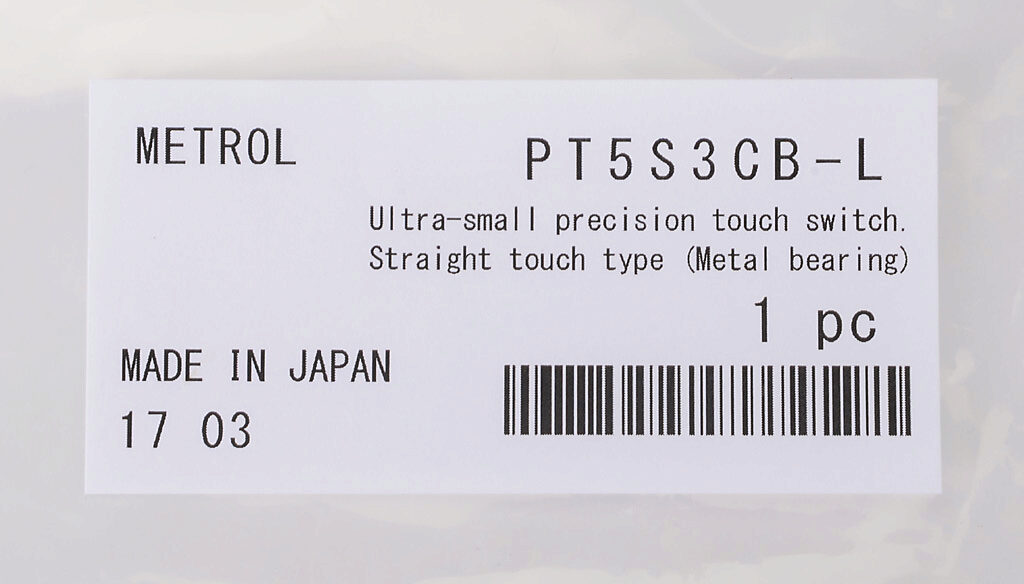 METROL
PT5S3CB-L
Ultra-small precision touch switch.
Straight touch type (Metal bearing)
1 pc
MADE IN JAPAN
17 03